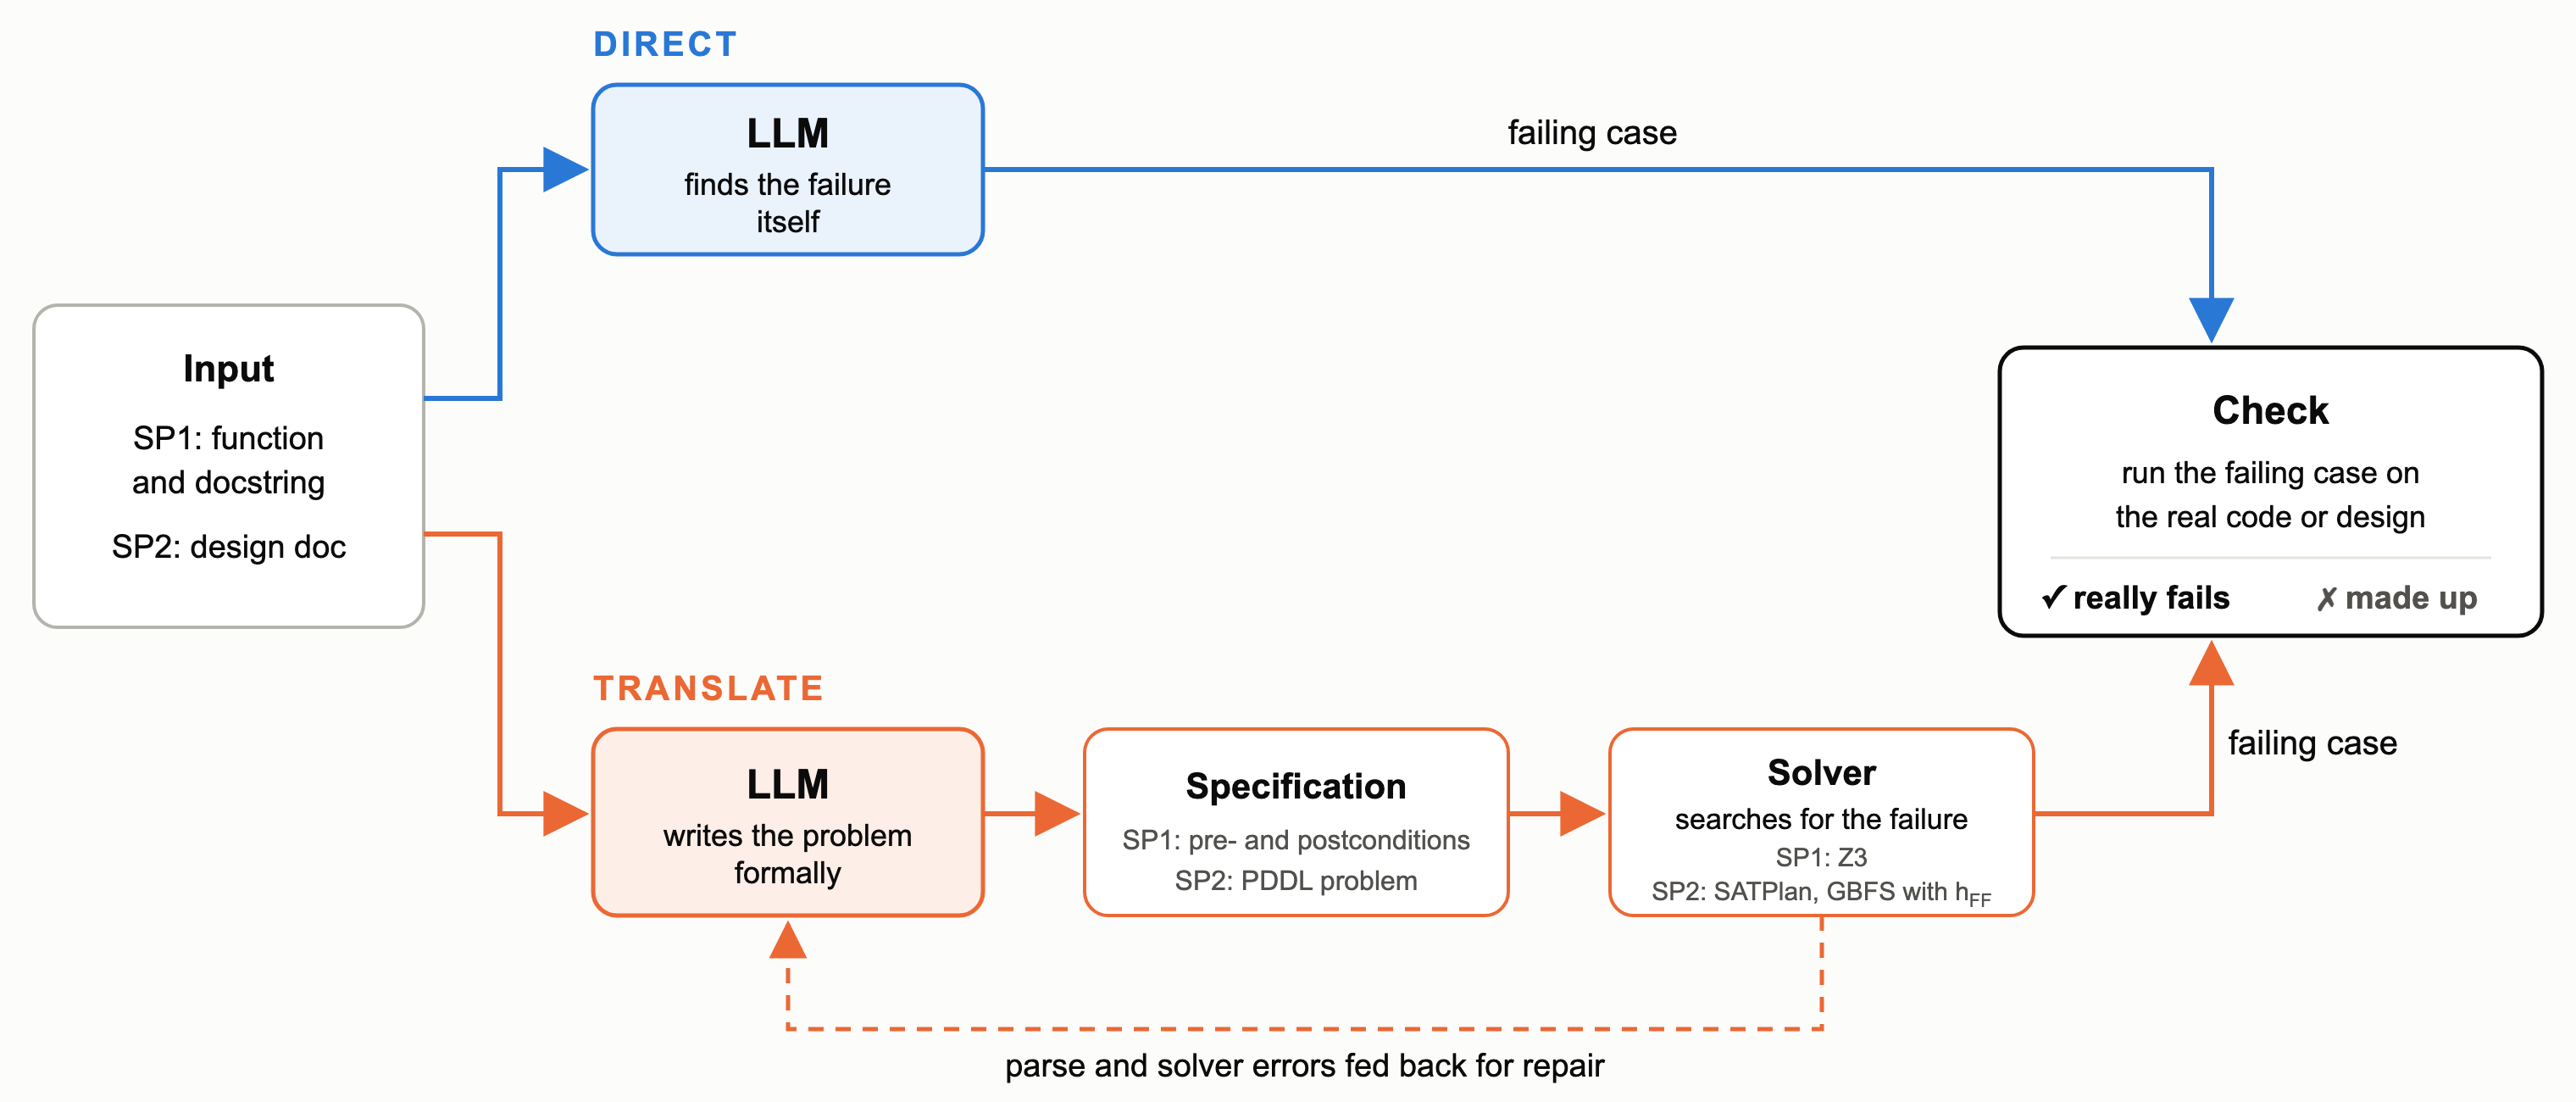 DIRECT
LLM
finds the failure
itself
failing case
Input
SP1: function
and docstring
SP2: design doc
Check
run the failing case on
the real code or design
✓ really fails
✗ made up
TRANSLATE
LLM
writes the problem
formally
Specification
SP1: pre- and postconditions
SP2: PDDL problem
Solver
searches for the failure
SP1: Z3
SP2: SATPlan, GBFS with hFF
failing case
parse and solver errors fed back for repair